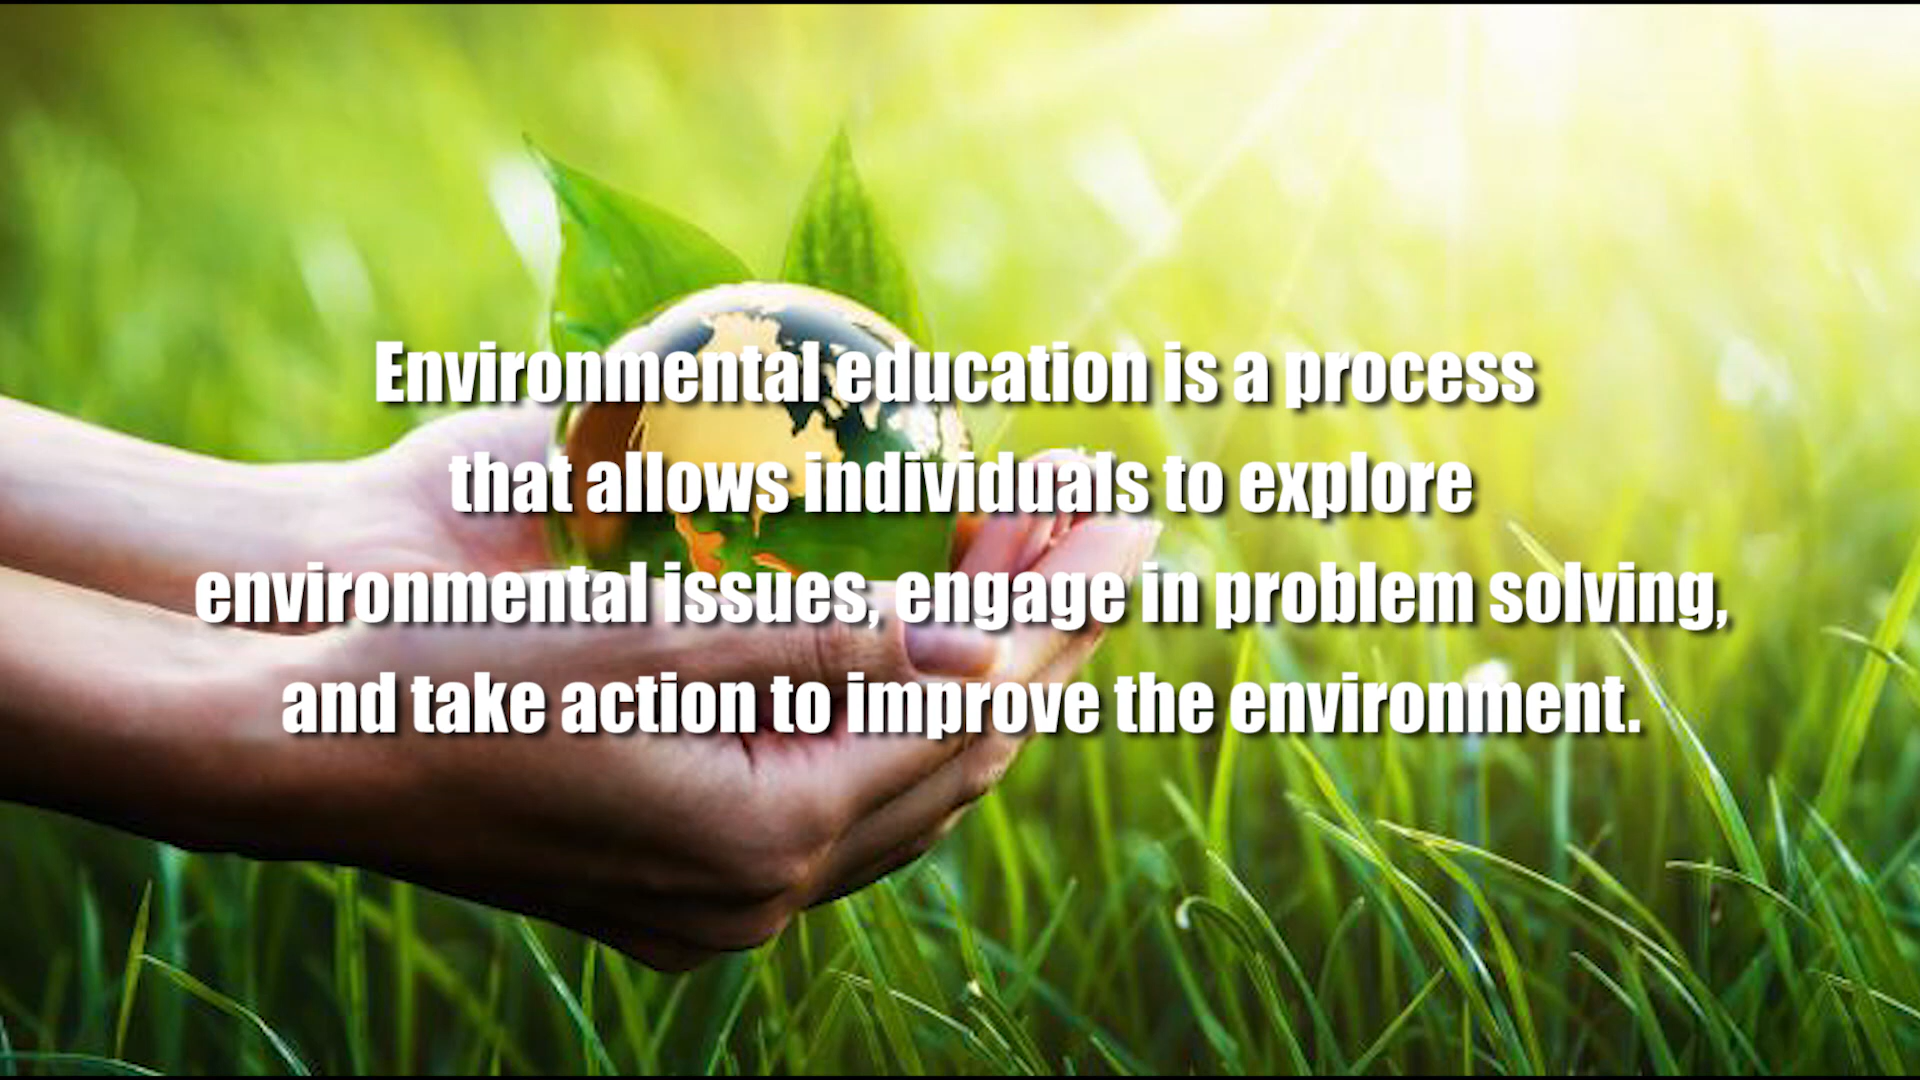 Environmental education is a process
that allows individuals to explore
environmental issues, engage in problem solving,
and take action to improve the environment.